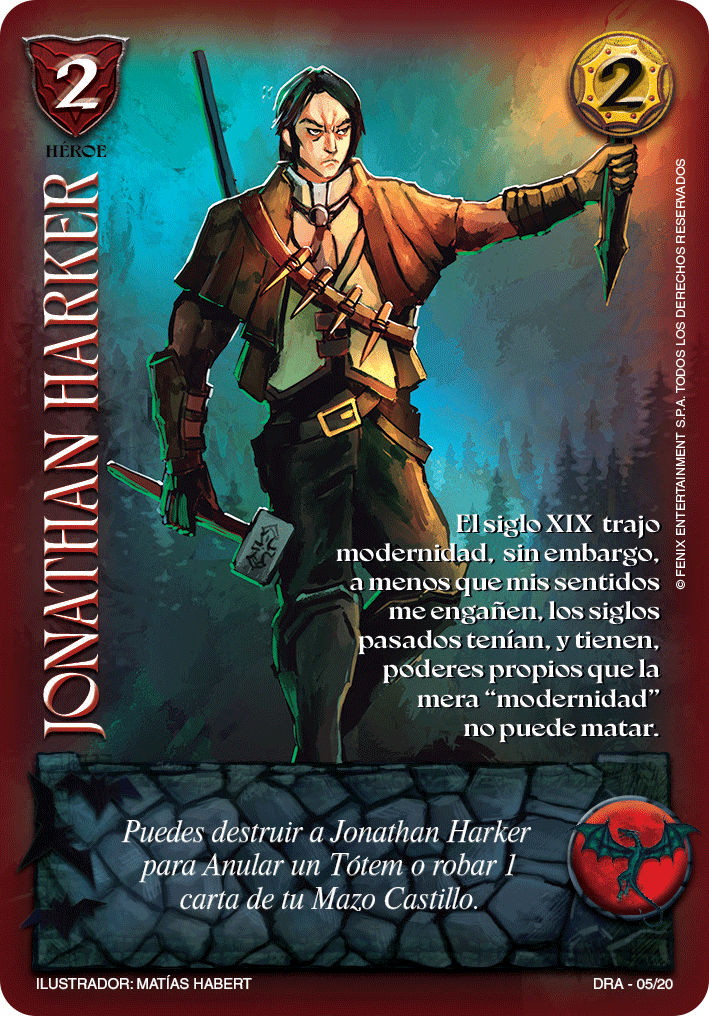 2
HÉROE
2
JONATHAN HARKER
© FENIX ENTERTAINMENT S.P.A. TODOS LOS DERECHOS RESERVADOS
El siglo XIX trajo
modernidad, sin embargo,
a menos que mis sentidos
me engañen, los siglos
pasados tenían, y tienen,
poderes propios que la
mera “modernidad”
no puede matar.
Puedes destruir a Jonathan Harker
para Anular un Tótem o robar 1
carta de tu Mazo Castillo.
ILUSTRADOR: MATÍAS HABERT
DRA - 05/20